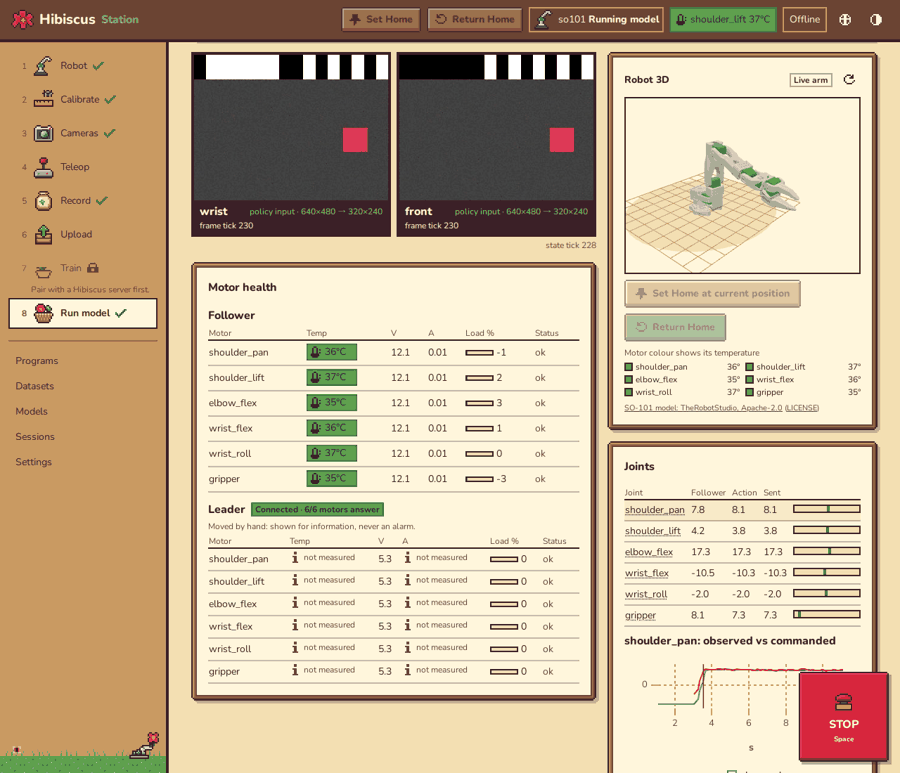 Hibiscus Station
Set Home
Return Home
so101 Running model
shoulder_lift 37°C
Offline
1 Robot
2 Calibrate
3 Cameras
4 Teleop
5 Record
6 Upload
7 Train
Pair with a Hibiscus server first.
8 Run model
Programs
Datasets
Models
Sessions
Settings
wrist policy input · 640×480 → 320×240
frame tick 230
front policy input · 640×480 → 320×240
frame tick 230
state tick 228
Motor health
Follower
Motor Temp V A Load % Status
shoulder_pan 36°C 12.1 0.01 -1 ok
shoulder_lift 37°C 12.1 0.01 2 ok
elbow_flex 35°C 12.1 0.01 3 ok
wrist_flex 36°C 12.1 0.01 1 ok
wrist_roll 37°C 12.1 0.01 0 ok
gripper 35°C 12.1 0.01 -3 ok
Leader Connected · 6/6 motors answer
Moved by hand: shown for information, never an alarm.
Motor Temp V A Load % Status
shoulder_pan not measured 5.3 not measured 0 ok
shoulder_lift not measured 5.3 not measured 0 ok
elbow_flex not measured 5.3 not measured 0 ok
wrist_flex not measured 5.3 not measured 0 ok
wrist_roll not measured 5.3 not measured 0 ok
gripper not measured 5.3 not measured 0 ok
Robot 3D
Live arm
Set Home at current position
Return Home
Motor colour shows its temperature
shoulder_pan 36° shoulder_lift 37°
elbow_flex 35° wrist_flex 36°
wrist_roll 37° gripper 35°
SO-101 model: TheRobotStudio, Apache-2.0 (LICENSE)
Joints
Joint Follower Action Sent
shoulder_pan 7.8 8.1 8.1
shoulder_lift 4.2 3.8 3.8
elbow_flex 17.3 17.3 17.3
wrist_flex -10.5 -10.3 -10.3
wrist_roll -2.0 -2.0 -2.0
gripper 8.1 7.3 7.3
shoulder_pan: observed vs commanded
0
2 4 6 8
s
STOP
Space